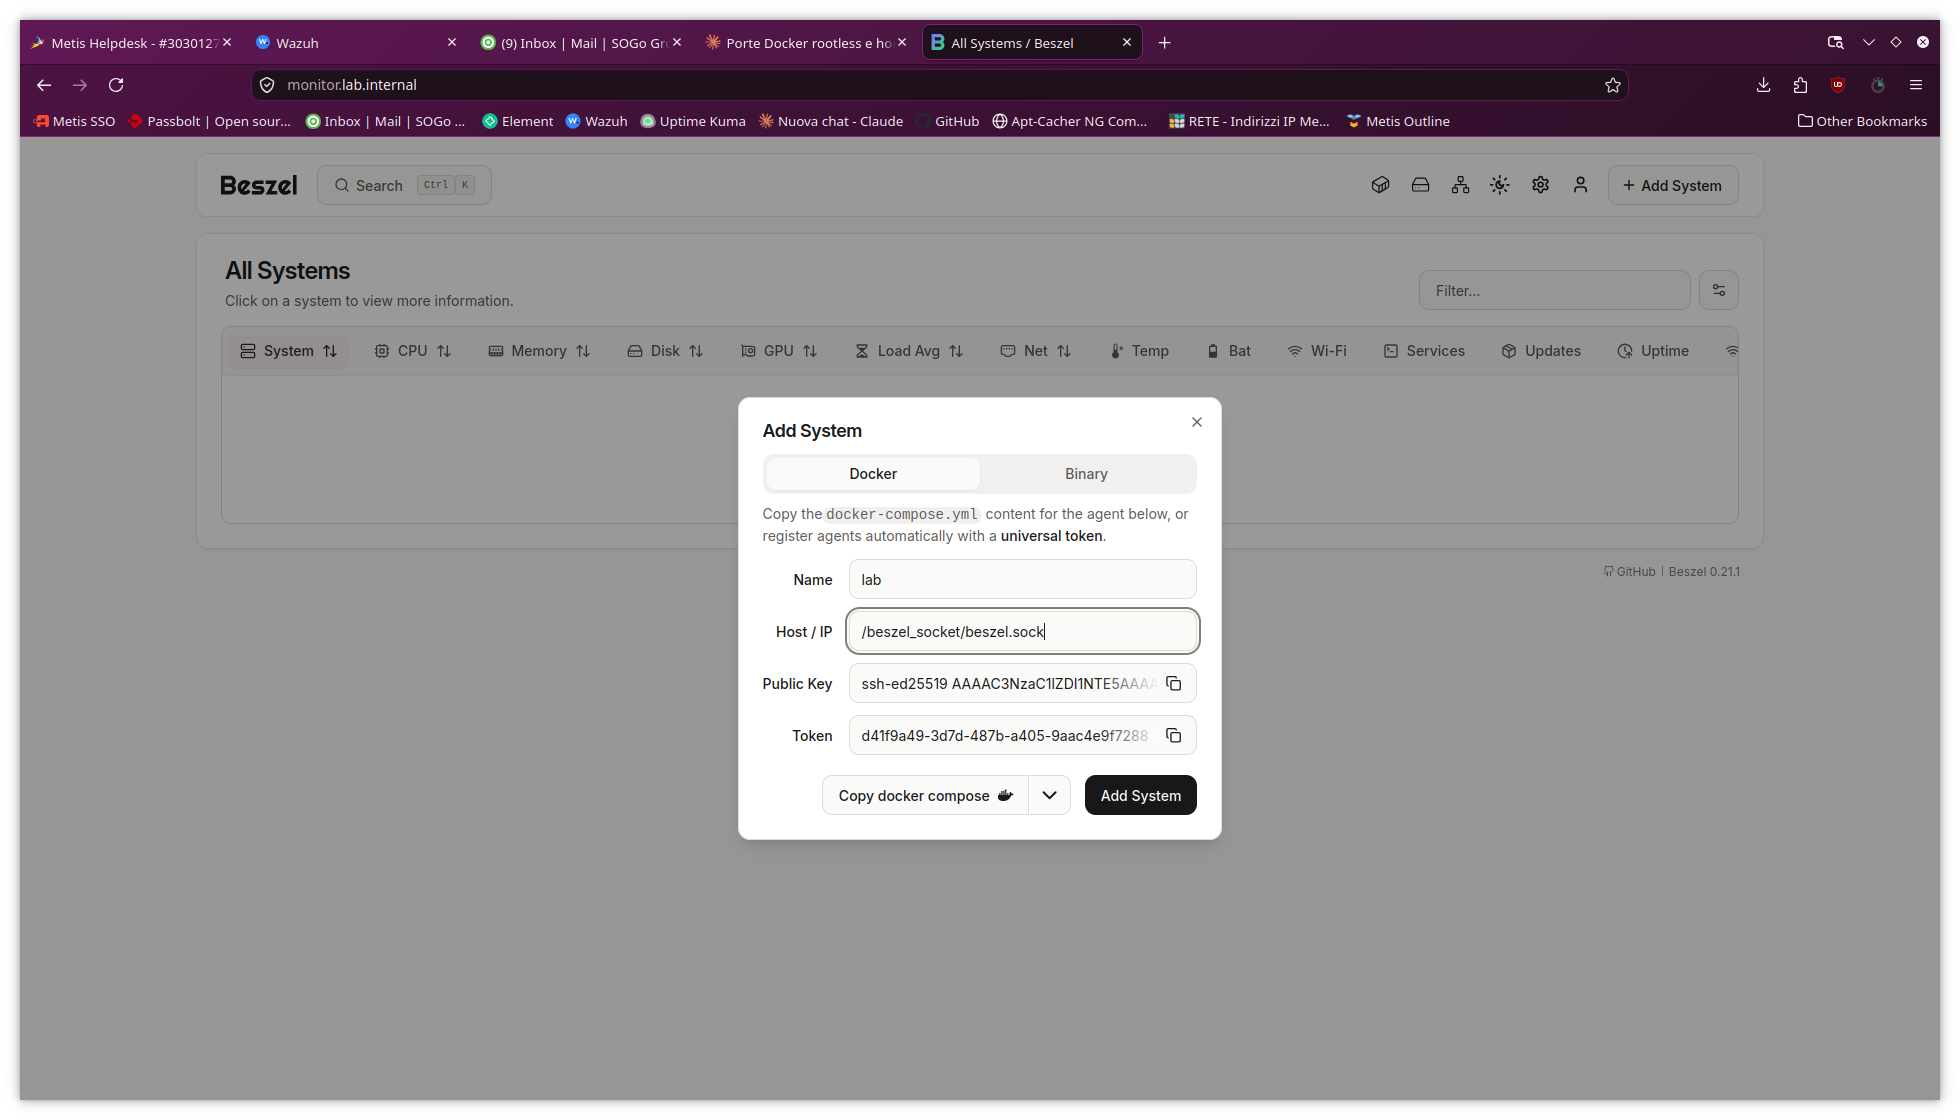 Metis Helpdesk - #3030127
Wazuh
(9) Inbox | Mail | SOGo Gro
Porte Docker rootless e ho
All Systems / Beszel
monitor.lab.internal
Metis SSO
Passbolt | Open sour...
Inbox | Mail | SOGo ...
Element
Wazuh
Uptime Kuma
Nuova chat - Claude
GitHub
Apt-Cacher NG Com...
RETE - Indirizzi IP Me...
Metis Outline
Other Bookmarks
Beszel
Search Ctrl K
+ Add System
All Systems
Click on a system to view more information.
Filter...
System CPU Memory Disk GPU Load Avg Net Temp Bat Wi-Fi Services Updates Uptime
Add System
Docker Binary
Copy the docker-compose.yml content for the agent below, or
register agents automatically with a universal token.
Name lab
Host / IP /beszel_socket/beszel.sock
Public Key ssh-ed25519 AAAAC3NzaC1lZDI1NTE5AAAA
Token d41f9a49-3d7d-487b-a405-9aac4e9f7288
Copy docker compose
Add System
GitHub | Beszel 0.21.1